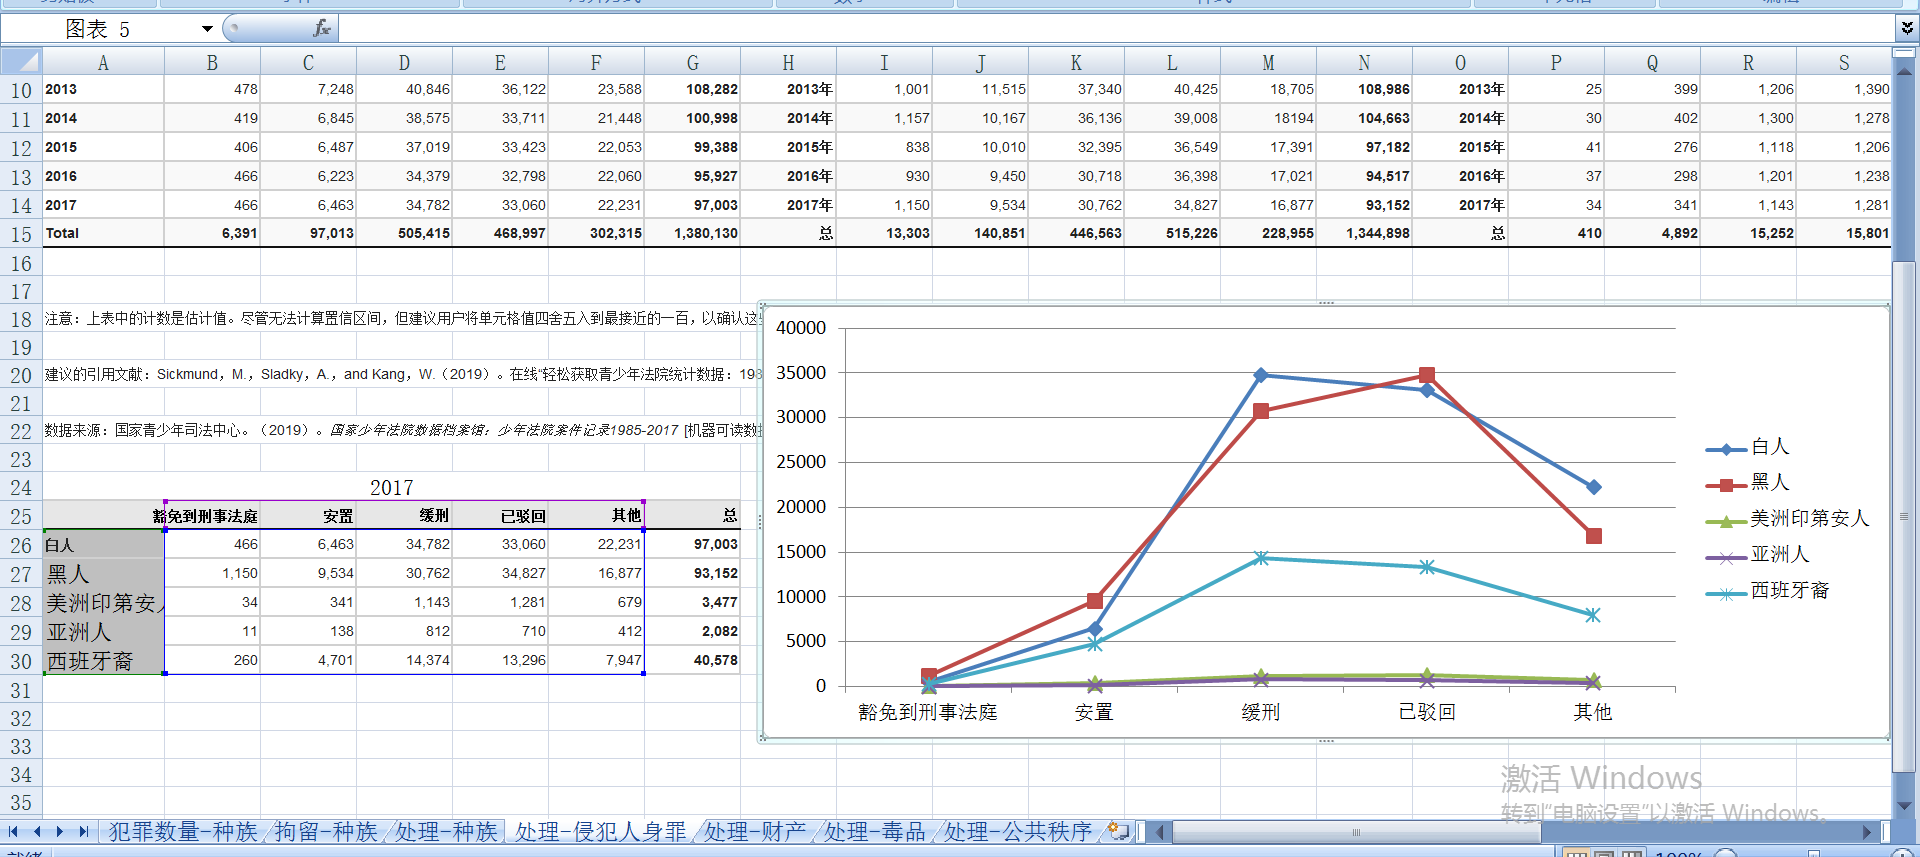 图表 5
fx
A B C D E F G H I J K L M N O P Q R S
10 2013 478 7,248 40,846 36,122 23,588 108,282 2013年 1,001 11,515 37,340 40,425 18,705 108,986 2013年 25 399 1,206 1,390
11 2014 419 6,845 38,575 33,711 21,448 100,998 2014年 1,157 10,167 36,136 39,008 18194 104,663 2014年 30 402 1,300 1,278
12 2015 406 6,487 37,019 33,423 22,053 99,388 2015年 838 10,010 32,395 36,549 17,391 97,182 2015年 41 276 1,118 1,206
13 2016 466 6,223 34,379 32,798 22,060 95,927 2016年 930 9,450 30,718 36,398 17,021 94,517 2016年 37 298 1,201 1,238
14 2017 466 6,463 34,782 33,060 22,231 97,003 2017年 1,150 9,534 30,762 34,827 16,877 93,152 2017年 34 341 1,143 1,281
15 Total 6,391 97,013 505,415 468,997 302,315 1,380,130 总 13,303 140,851 446,563 515,226 228,955 1,344,898 总 410 4,892 15,252 15,801
16
17
18 注意：上表中的计数是估计值。尽管无法计算置信区间，但建议用户将单元格值四舍五入到最接近的一百，以确认这
19
20 建议的引用文献：Sickmund，M.，Sladky，A.，and Kang，W.（2019）。在线“轻松获取青少年法院统计数据：198
21
22 数据来源：国家青少年司法中心。（2019）。国家少年法院数据档案馆：少年法院案件记录1985-2017 [机器可读数据
23
24 2017
25 豁免到刑事法庭 安置 缓刑 已驳回 其他 总
26 白人 466 6,463 34,782 33,060 22,231 97,003
27 黑人 1,150 9,534 30,762 34,827 16,877 93,152
28 美洲印第安人 34 341 1,143 1,281 679 3,477
29 亚洲人 11 138 812 710 412 2,082
30 西班牙裔 260 4,701 14,374 13,296 7,947 40,578
31
32
33
34
35
40000
35000
30000
25000
20000
15000
10000
5000
0
豁免到刑事法庭 安置 缓刑 已驳回 其他
白人
黑人
美洲印第安人
亚洲人
西班牙裔
激活 Windows
转到“电脑设置”以激活 Windows。
犯罪数量-种族 拘留-种族 处理-种族 处理-侵犯人身罪 处理-财产 处理-毒品 处理-公共秩序
100%